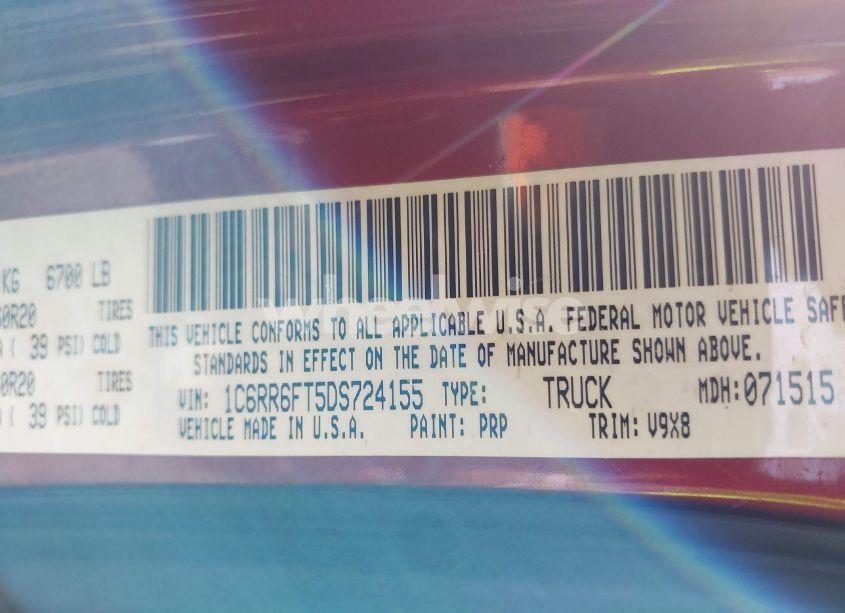 KG 6700 LB
60R20 TIRES
( 39 PSI) COLD
0R20 TIRES
( 39 PSI) COLD
THIS VEHICLE CONFORMS TO ALL APPLICABLE U.S.A. FEDERAL MOTOR VEHICLE SAFE
STANDARDS IN EFFECT ON THE DATE OF MANUFACTURE SHOWN ABOVE.
VIN: 1C6RR6FT5DS724155 TYPE: TRUCK MDH:071515
VEHICLE MADE IN U.S.A. PAINT: PRP TRIM: V9X8
wheelwise